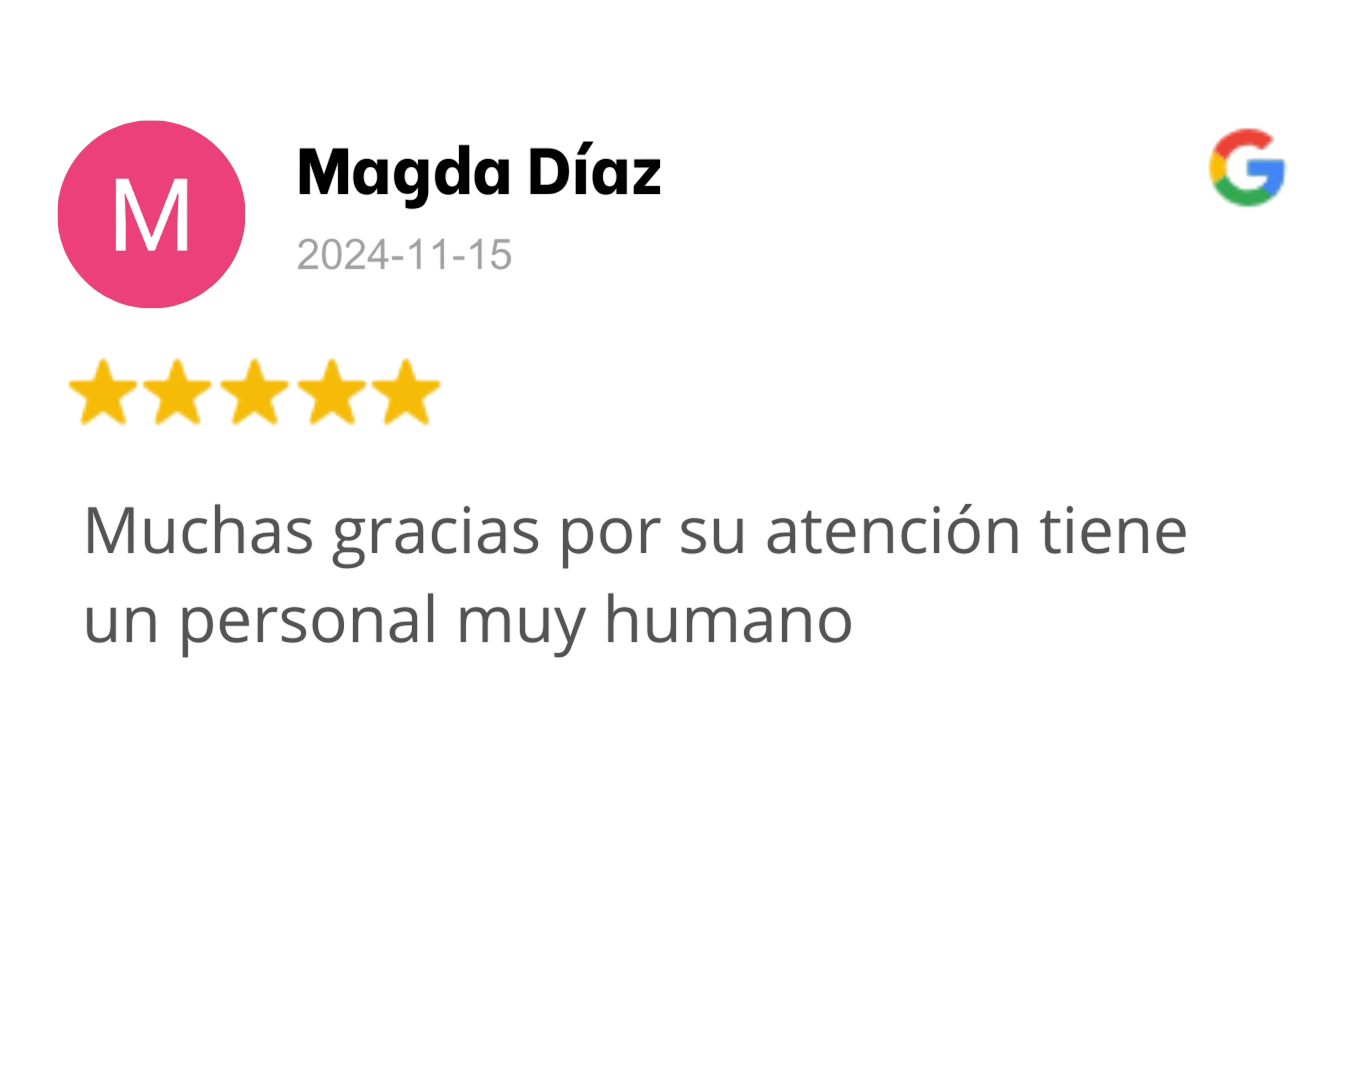 M
Magda Díaz
2024-11-15
G
Muchas gracias por su atención tiene
un personal muy humano